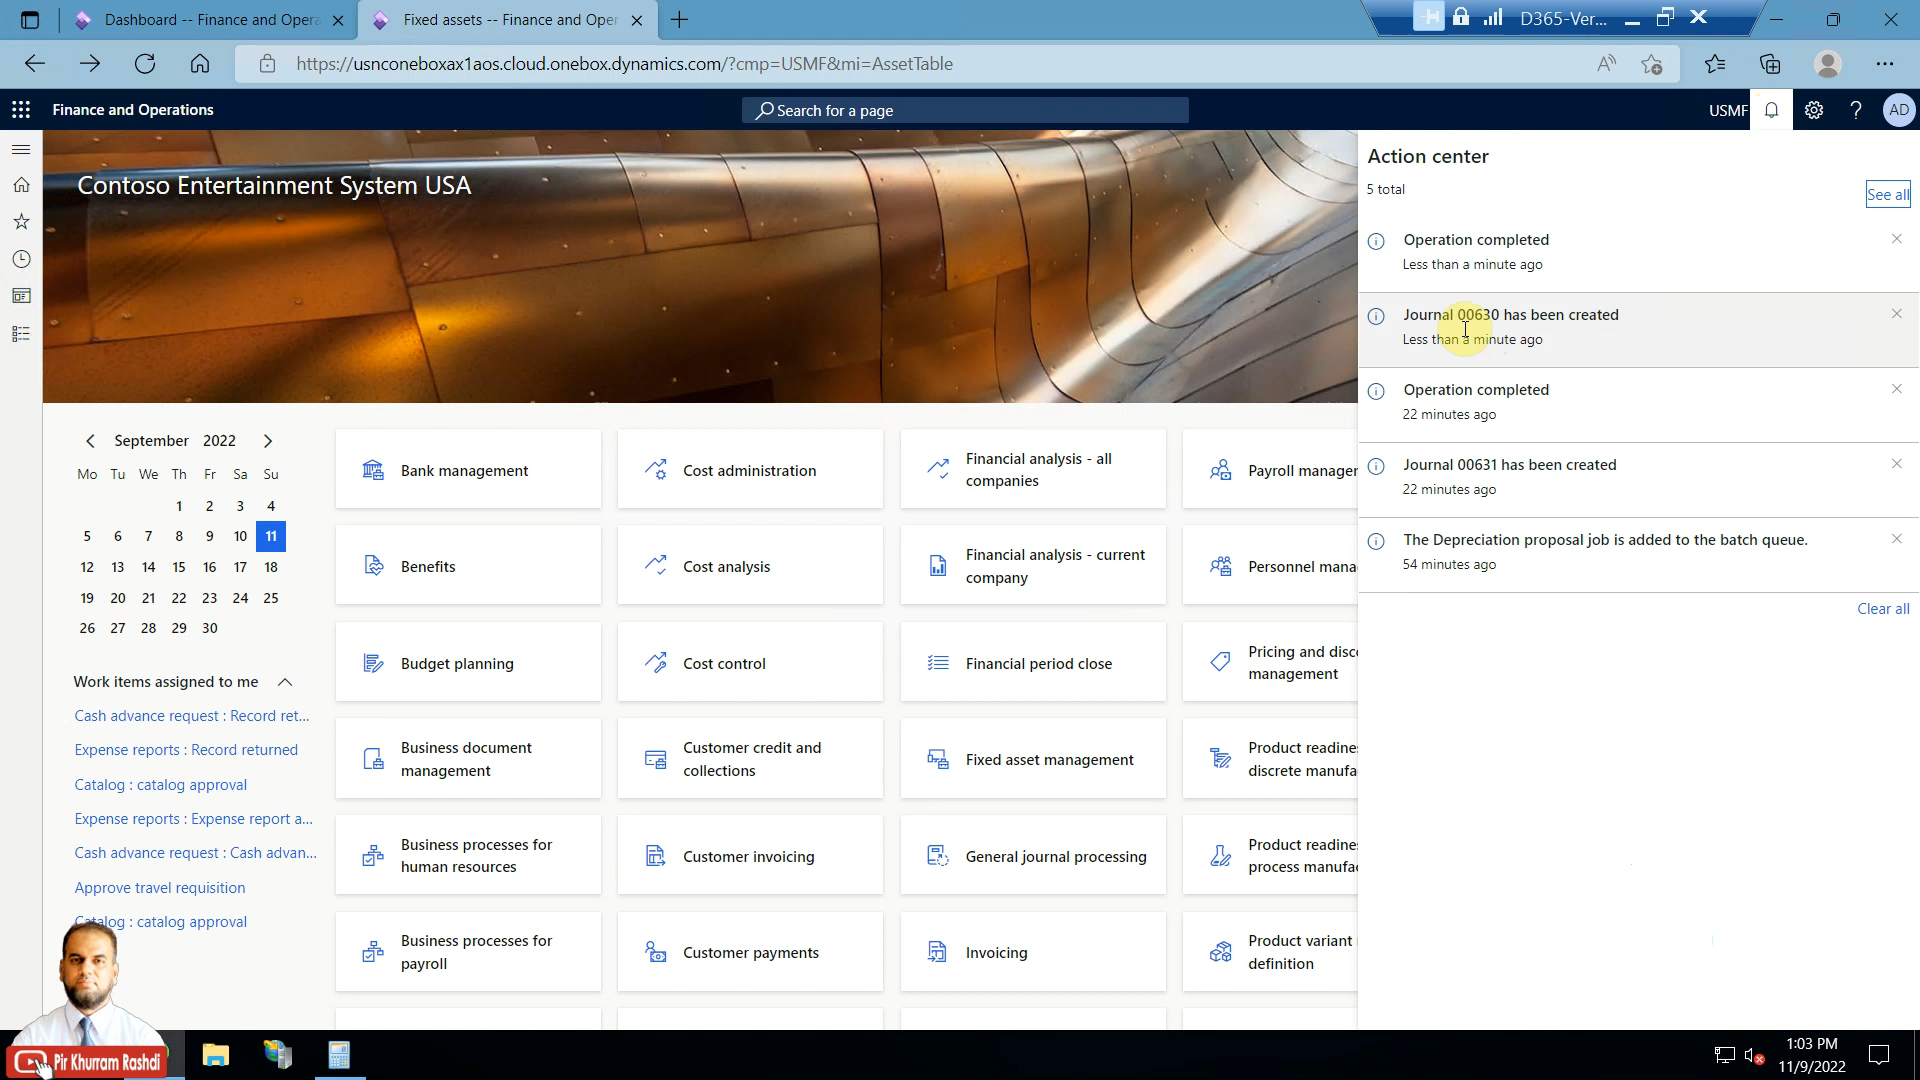 Dashboard -- Finance and Opera
Fixed assets -- Finance and Oper
D365-Ver...
https://usnconeboxax1aos.cloud.onebox.dynamics.com/?cmp=USMF&mi=AssetTable
Finance and Operations
Search for a page
USMF
AD
Contoso Entertainment System USA
Action center
5 total
See all
Operation completed
Less than a minute ago
Journal 00630 has been created
Less than a minute ago
Operation completed
22 minutes ago
Journal 00631 has been created
22 minutes ago
The Depreciation proposal job is added to the batch queue.
54 minutes ago
Clear all
September 2022
Mo Tu We Th Fr Sa Su
1 2 3 4
5 6 7 8 9 10 11
12 13 14 15 16 17 18
19 20 21 22 23 24 25
26 27 28 29 30
Work items assigned to me
Cash advance request : Record ret...
Expense reports : Record returned
Catalog : catalog approval
Expense reports : Expense report a...
Cash advance request : Cash advan...
Approve travel requisition
Catalog : catalog approval
Bank management
Cost administration
Financial analysis - all
companies
Payroll manager
Benefits
Cost analysis
Financial analysis - current
company
Personnel mana
Budget planning
Cost control
Financial period close
Pricing and disc
management
Business document
management
Customer credit and
collections
Fixed asset management
Product readine
discrete manufa
Business processes for
human resources
Customer invoicing
General journal processing
Product readine
process manufa
Business processes for
payroll
Customer payments
Invoicing
Product variant
definition
Pir Khurram Rashdi
1:03 PM
11/9/2022